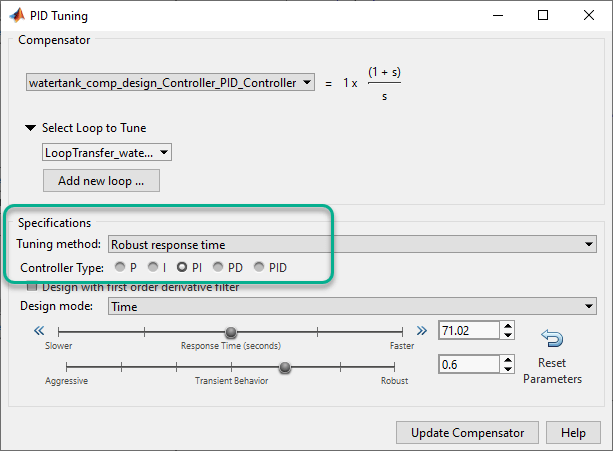 PID Tuning
Compensator
watertank_comp_design_Controller_PID_Controller = 1 x (1 + s)
s
Select Loop to Tune
LoopTransfer_wate...
Add new loop ...
Specifications
Tuning method: Robust response time
Controller Type: P I PI PD PID
Design with first order derivative filter
Design mode: Time
71.02
Slower Response Time (seconds) Faster
0.6
Aggressive Transient Behavior Robust
Reset
Parameters
Update Compensator Help